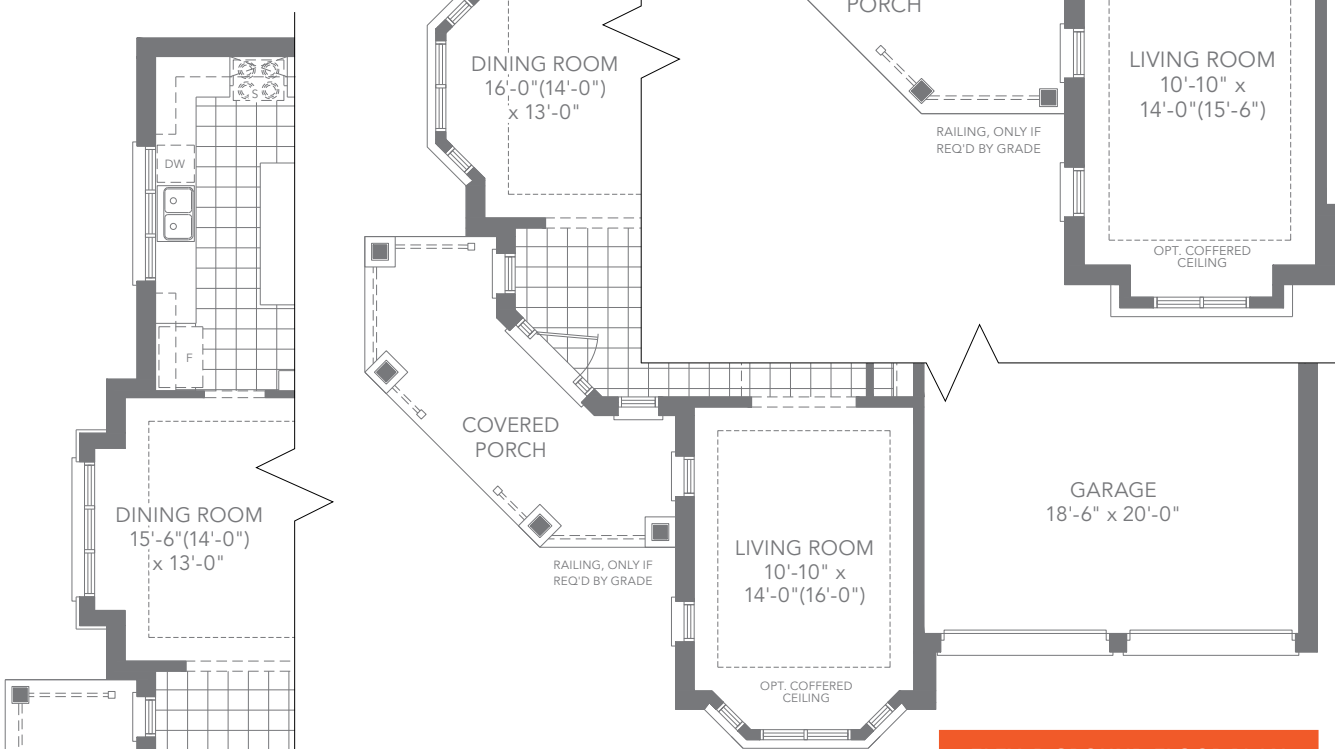 S
DW
F
DINING ROOM
15'-6"(14'-0")
x 13'-0"
DINING ROOM
16'-0"(14'-0")
x 13'-0"
COVERED
PORCH
RAILING, ONLY IF
REQ'D BY GRADE
LIVING ROOM
10'-10" x
14'-0"(16'-0")
OPT. COFFERED
CEILING
PORCH
RAILING, ONLY IF
REQ'D BY GRADE
LIVING ROOM
10'-10" x
14'-0"(15'-6")
OPT. COFFERED
CEILING
GARAGE
18'-6" x 20'-0"